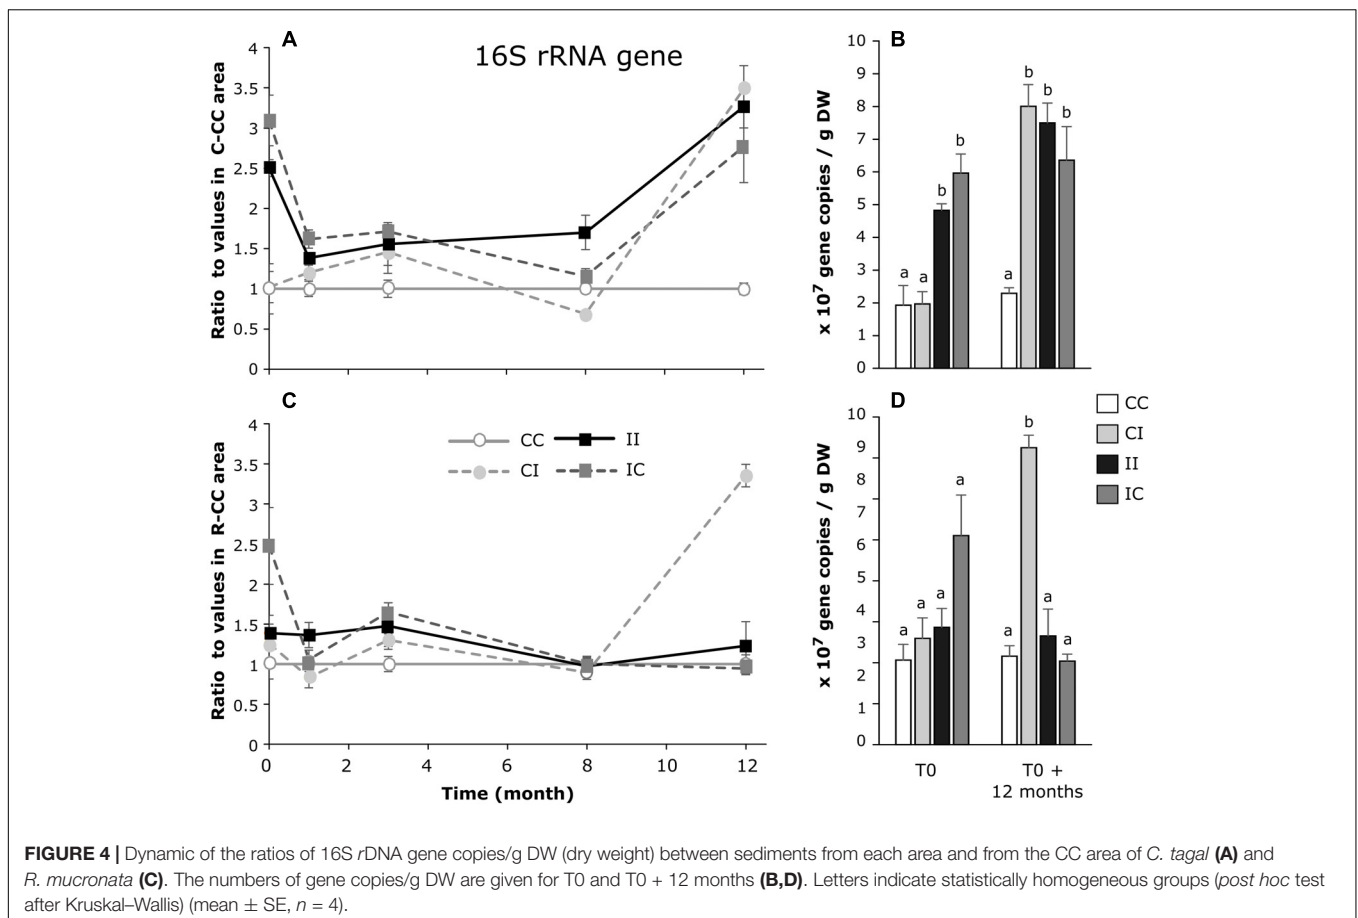 A
16S rRNA gene
Ratio to values in C-CC area
4
3.5
3
2.5
2
1.5
1
0.5
0
B
x 10⁷ gene copies / g DW
10
9
8
7
6
5
4
3
2
1
0
a
a
b
b
a
b
b
b
C
Ratio to values in R-CC area
4
3.5
3
2.5
2
1.5
1
0.5
0
CC
II
CI
IC
0
2
4
6
8
10
12
Time (month)
D
x 10⁷ gene copies / g DW
10
9
8
7
6
5
4
3
2
1
0
a
a
a
a
a
b
a
a
T0
T0 +
12 months
CC
CI
II
IC
FIGURE 4 | Dynamic of the ratios of 16S rDNA gene copies/g DW (dry weight) between sediments from each area and from the CC area of C. tagal (A) and
R. mucronata (C). The numbers of gene copies/g DW are given for T0 and T0 + 12 months (B,D). Letters indicate statistically homogeneous groups (post hoc test
after Kruskal–Wallis) (mean ± SE, n = 4).